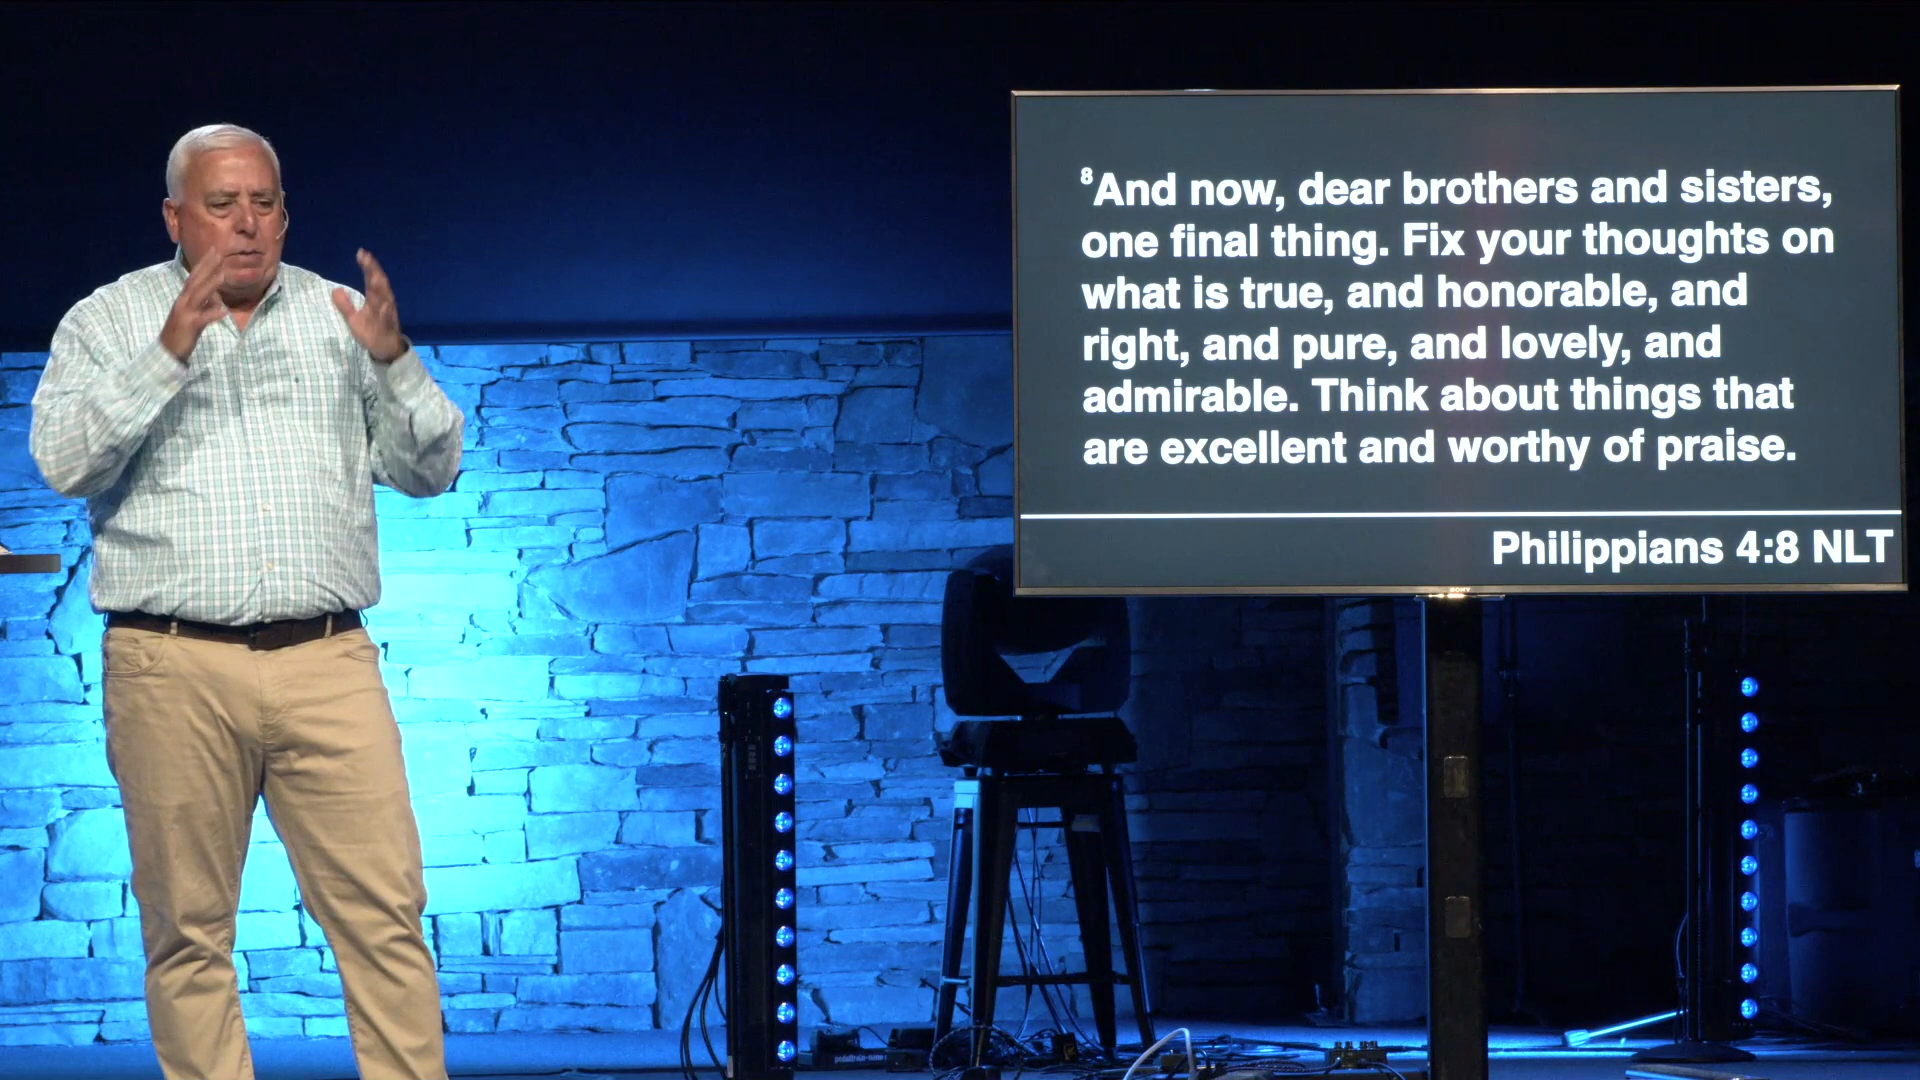 ⁸And now, dear brothers and sisters,
one final thing. Fix your thoughts on
what is true, and honorable, and
right, and pure, and lovely, and
admirable. Think about things that
are excellent and worthy of praise.
Philippians 4:8 NLT
SONY